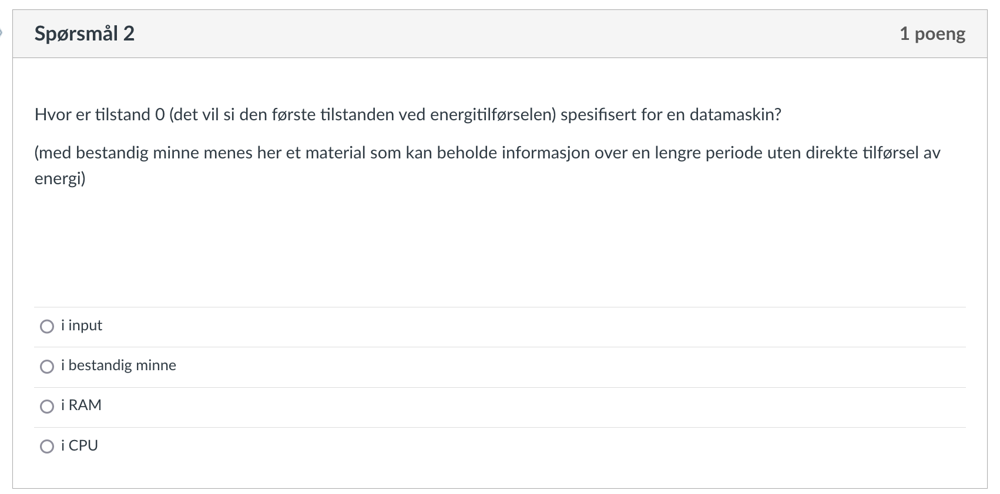 Spørsmål 2
1 poeng
Hvor er tilstand 0 (det vil si den første tilstanden ved energitilførselen) spesifisert for en datamaskin?
(med bestandig minne menes her et material som kan beholde informasjon over en lengre periode uten direkte tilførsel av
energi)
i input
i bestandig minne
i RAM
i CPU